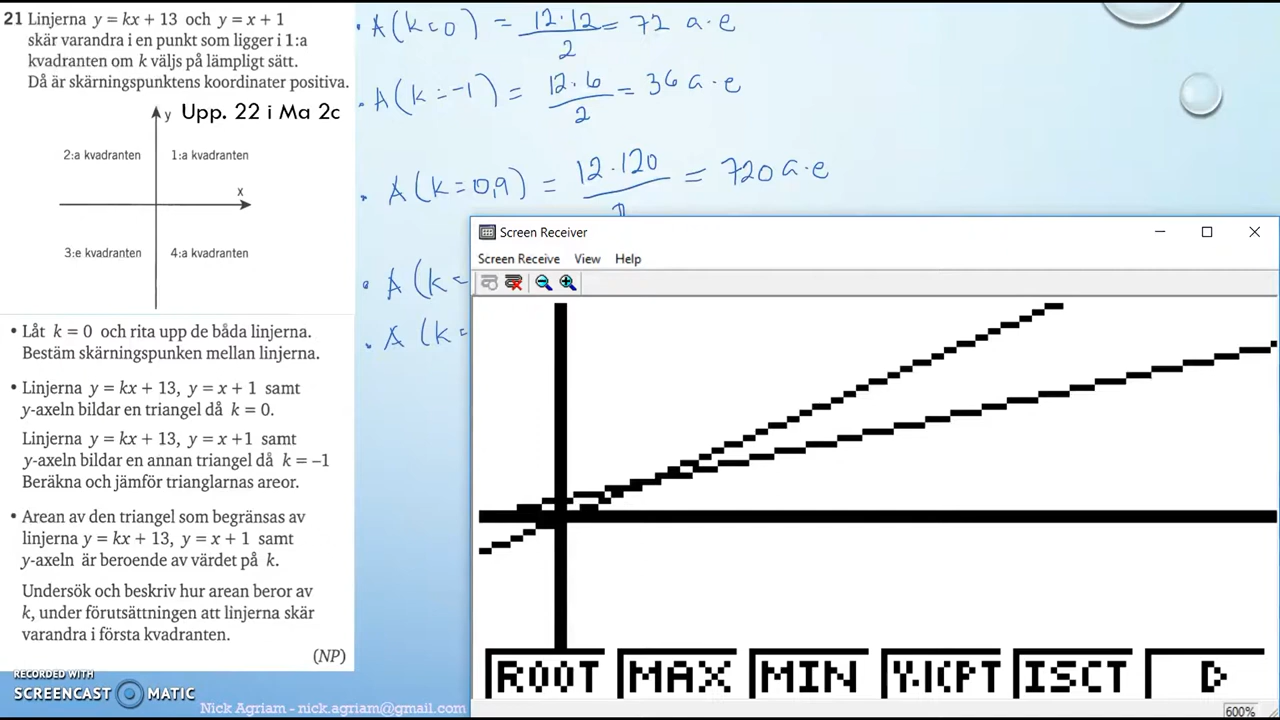 21 Linjerna y = kx + 13 och y = x + 1
skär varandra i en punkt som ligger i 1:a
kvadranten om k väljs på lämpligt sätt.
Då är skärningspunktens koordinater positiva.
y Upp. 22 i Ma 2c
2:a kvadranten 1:a kvadranten
x
3:e kvadranten 4:a kvadranten
• Låt k = 0 och rita upp de båda linjerna.
Bestäm skärningspunken mellan linjerna.
• Linjerna y = kx + 13, y = x + 1 samt
y-axeln bildar en triangel då k = 0.
Linjerna y = kx + 13, y = x +1 samt
y-axeln bildar en annan triangel då k = –1
Beräkna och jämför trianglarnas areor.
• Arean av den triangel som begränsas av
linjerna y = kx + 13, y = x + 1 samt
y-axeln är beroende av värdet på k.
Undersök och beskriv hur arean beror av
k, under förutsättningen att linjerna skär
varandra i första kvadranten.
(NP)
• A(k=0) = 12·12/2 = 72 a·e
• A(k=-1) = 12·6/2 = 36 a·e
• A(k=0,9) = 12·120 = 720 a·e
• A(k=
• A(k=
Screen Receiver
Screen Receive View Help
ROOT MAX MIN Y-ICPT ISCT D
600%
RECORDED WITH
SCREENCAST MATIC
Nick Agriam - nick.agriam@gmail.com